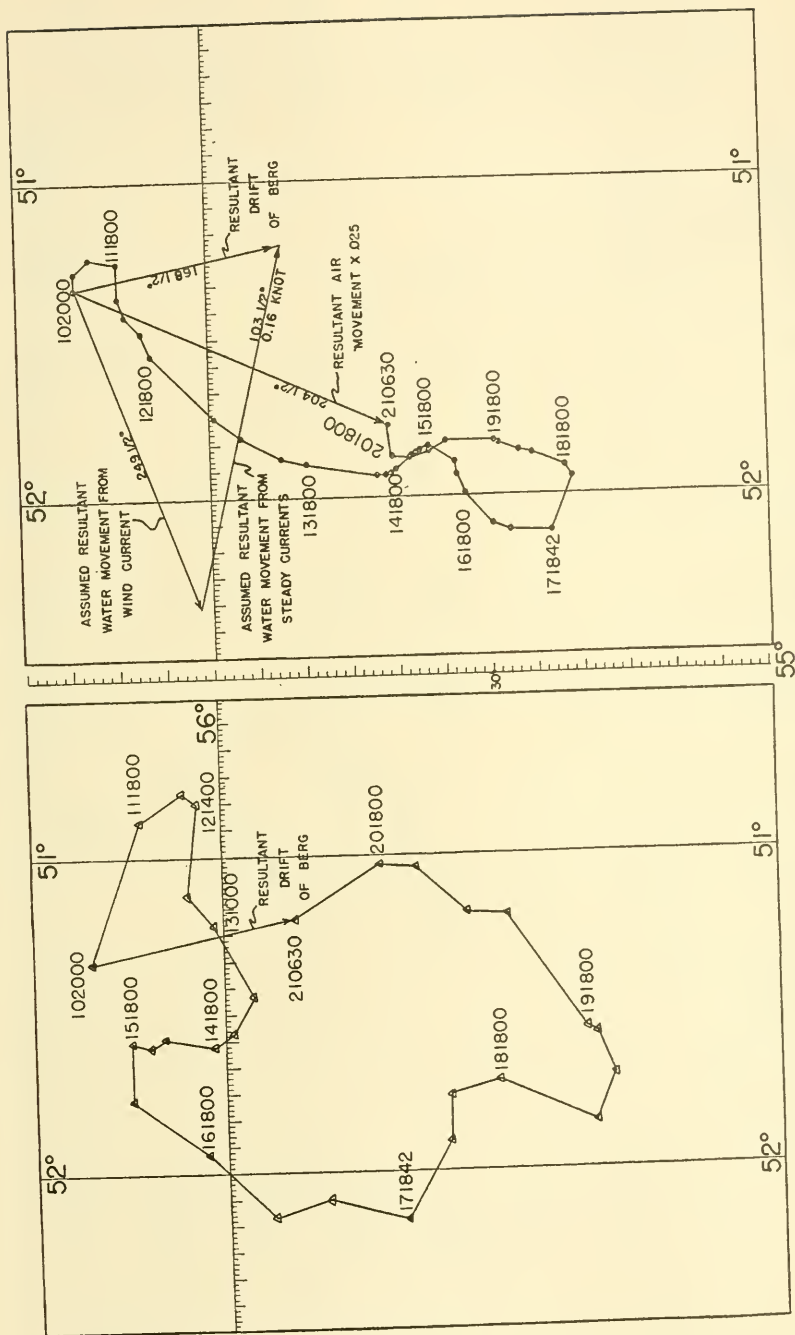 52°
51°
56°
102000
111800
121400
131000
141800
151800
161800
171842
181800
191800
201800
210630
RESULTANT
DRIFT
OF BERG
52°
51°
55°
30'
52°
51°
102000
111800
121800
131800
141800
151800
161800
171842
181800
191800
201800
210630
ASSUMED RESULTANT
WATER MOVEMENT FROM
WIND CURRENT
249 1/2°
ASSUMED RESULTANT
WATER MOVEMENT FROM
STEADY CURRENTS
103 1/2°
0.16 KNOT
168 1/2°
RESULTANT
DRIFT
OF BERG
204 1/2°
RESULTANT AIR
MOVEMENT X .025
52°
51°